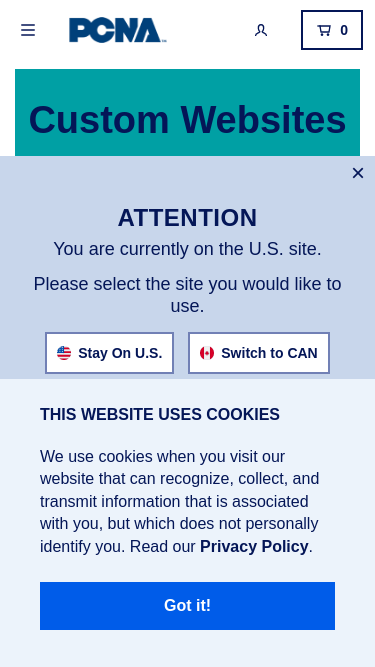 PCNA
0
Custom Websites
ATTENTION
You are currently on the U.S. site.
Please select the site you would like to
use.
Stay On U.S. Switch to CAN
THIS WEBSITE USES COOKIES
We use cookies when you visit our
website that can recognize, collect, and
transmit information that is associated
with you, but which does not personally
identify you. Read our Privacy Policy.
Got it!